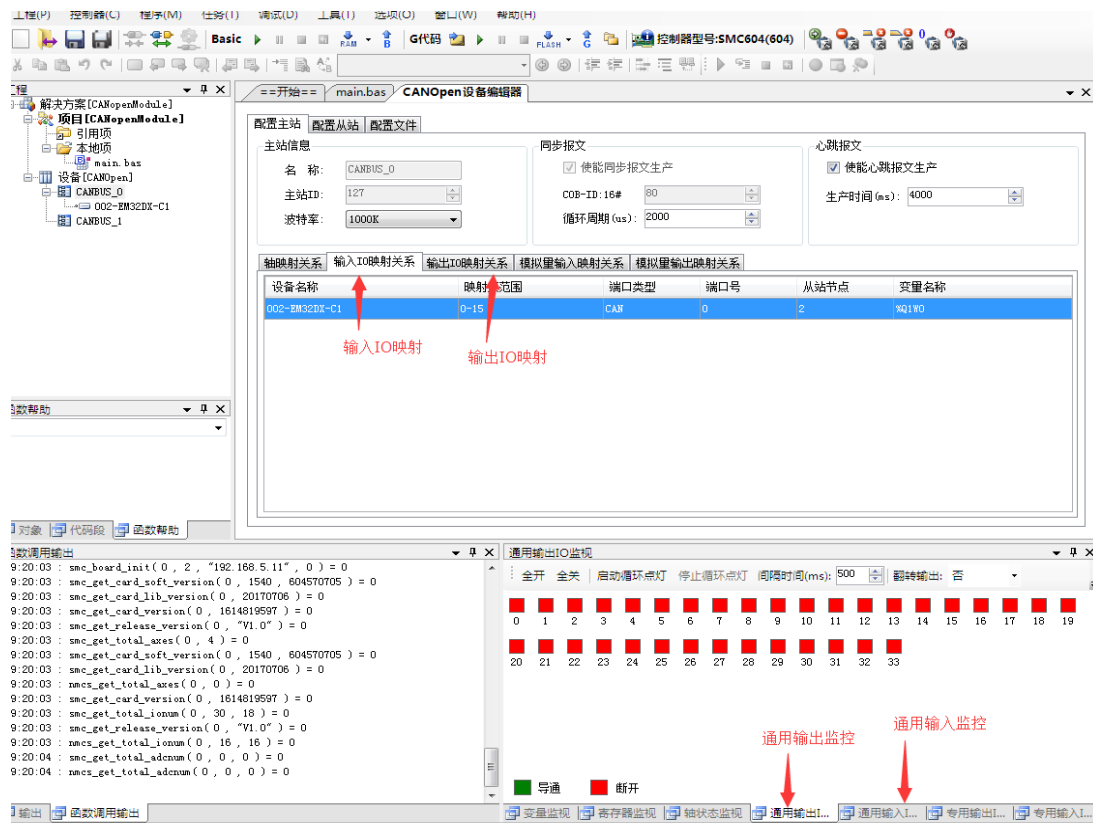 工程(P) 控制器(C) 程序(M) 任务(T) 调试(D) 工具(T) 选项(O) 窗口(W) 帮助(H)
Basic RAM B G代码 FLASH G 控制器型号:SMC604(604)
工程
解决方案[CANopenModule]
项目[CANopenModule]
引用项
本地项
main.bas
设备[CANOpen]
CANBUS_0
002-EM32DX-C1
CANBUS_1
函数帮助
对象 代码段 函数帮助
==开始== main.bas CANOpen设备编辑器
配置主站 配置从站 配置文件
主站信息
名 称: CANBUS_0
主站ID: 127
波特率: 1000K
同步报文
使能同步报文生产
COB-ID:16# 80
循环周期(us): 2000
心跳报文
使能心跳报文生产
生产时间(ms): 4000
轴映射关系 输入IO映射关系 输出IO映射关系 模拟量输入映射关系 模拟量输出映射关系
设备名称 映射 范围 端口类型 端口号 从站节点 变量名称
002-EM32DX-C1 0-15 CAN 0 2 %Q1W0
输入IO映射
输出IO映射
函数调用输出
9:20:03 : smc_board_init( 0 , 2 , "192.168.5.11" , 0 ) = 0
9:20:03 : smc_get_card_soft_version( 0 , 1540 , 604570705 ) = 0
9:20:03 : smc_get_card_lib_version( 0 , 20170706 ) = 0
9:20:03 : smc_get_card_version( 0 , 1614819597 ) = 0
9:20:03 : smc_get_release_version( 0 , "V1.0" ) = 0
9:20:03 : smc_get_total_axes( 0 , 4 ) = 0
9:20:03 : smc_get_card_soft_version( 0 , 1540 , 604570705 ) = 0
9:20:03 : smc_get_card_lib_version( 0 , 20170706 ) = 0
9:20:03 : nmcs_get_total_axes( 0 , 0 ) = 0
9:20:03 : smc_get_card_version( 0 , 1614819597 ) = 0
9:20:03 : smc_get_total_ionum( 0 , 30 , 18 ) = 0
9:20:03 : smc_get_release_version( 0 , "V1.0" ) = 0
9:20:03 : nmcs_get_total_ionum( 0 , 16 , 16 ) = 0
9:20:04 : smc_get_total_adcnum( 0 , 0 , 0 ) = 0
9:20:04 : nmcs_get_total_adcnum( 0 , 0 , 0 ) = 0
输出 函数调用输出
通用输出IO监视
全开 全关 启动循环点灯 停止循环点灯 间隔时间(ms): 500 翻转输出: 否
0 1 2 3 4 5 6 7 8 9 10 11 12 13 14 15 16 17 18 19
20 21 22 23 24 25 26 27 28 29 30 31 32 33
通用输入监控
通用输出监控
导通 断开
变量监视 寄存器监视 轴状态监视 通用输出I... 通用输入I... 专用输出I... 专用输入I...